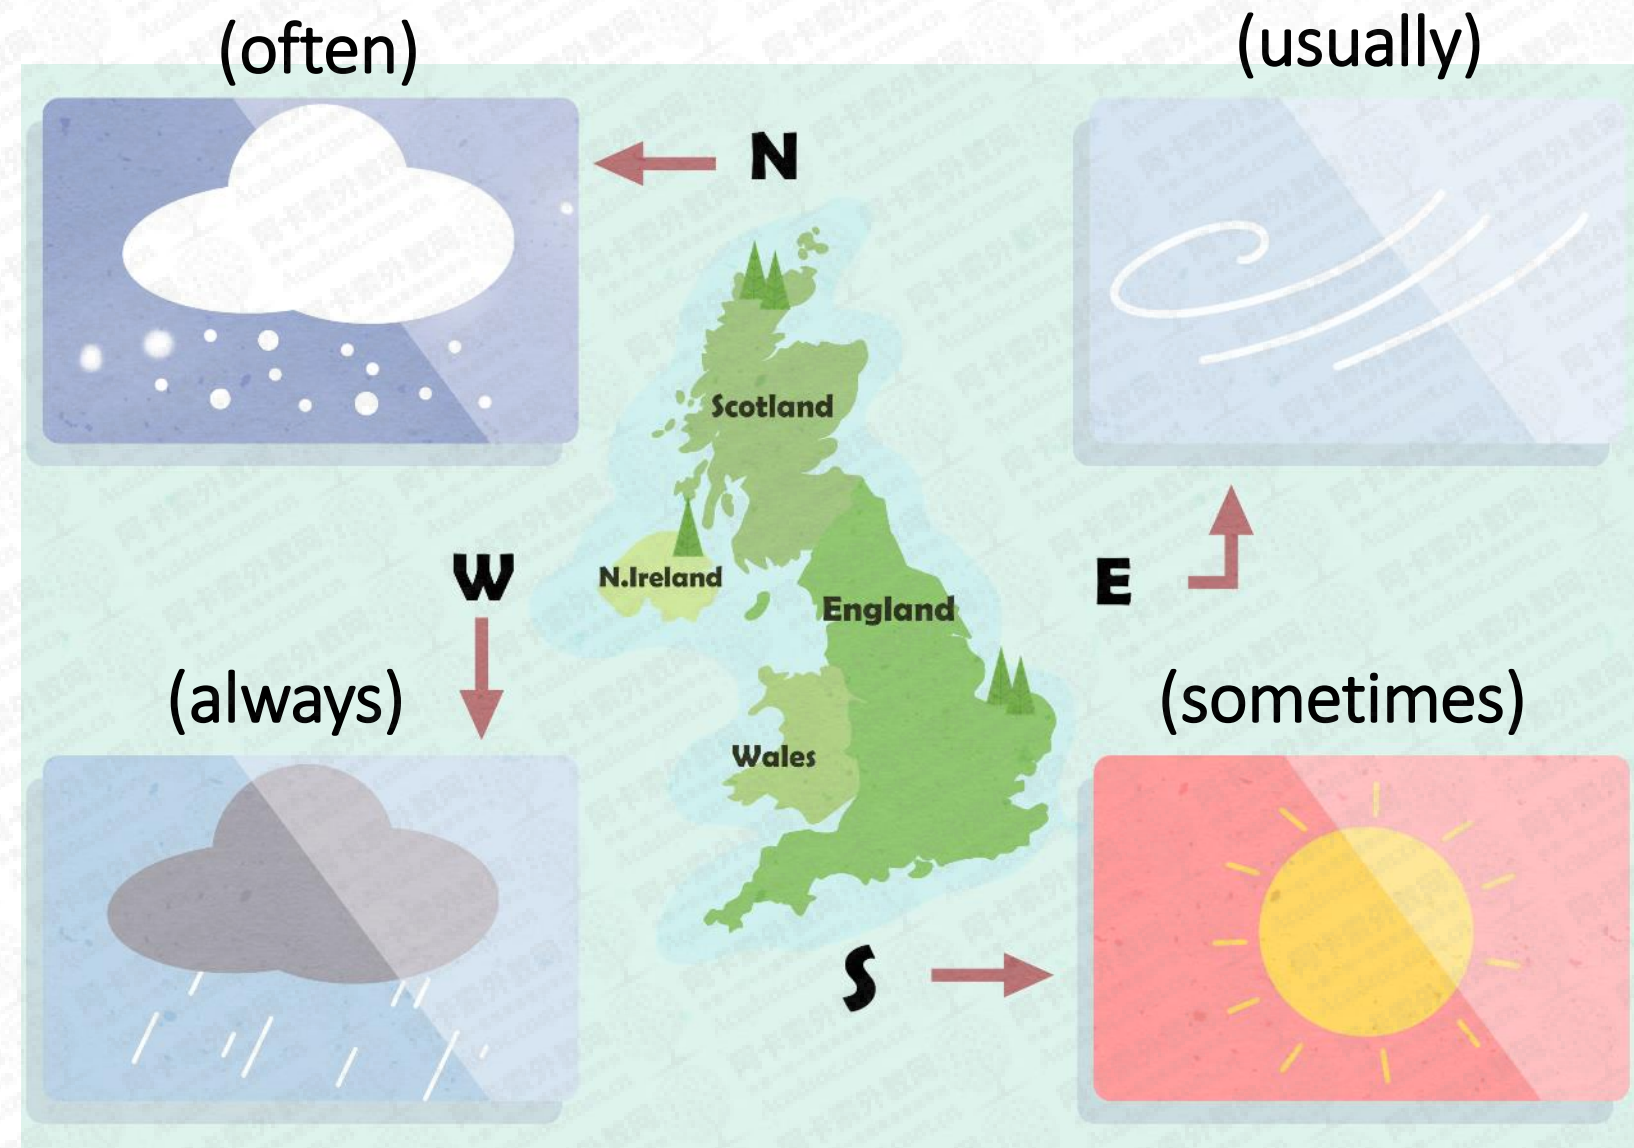 (often)
(usually)
N
Scotland
W
N.Ireland
E
England
(always)
(sometimes)
Wales
S